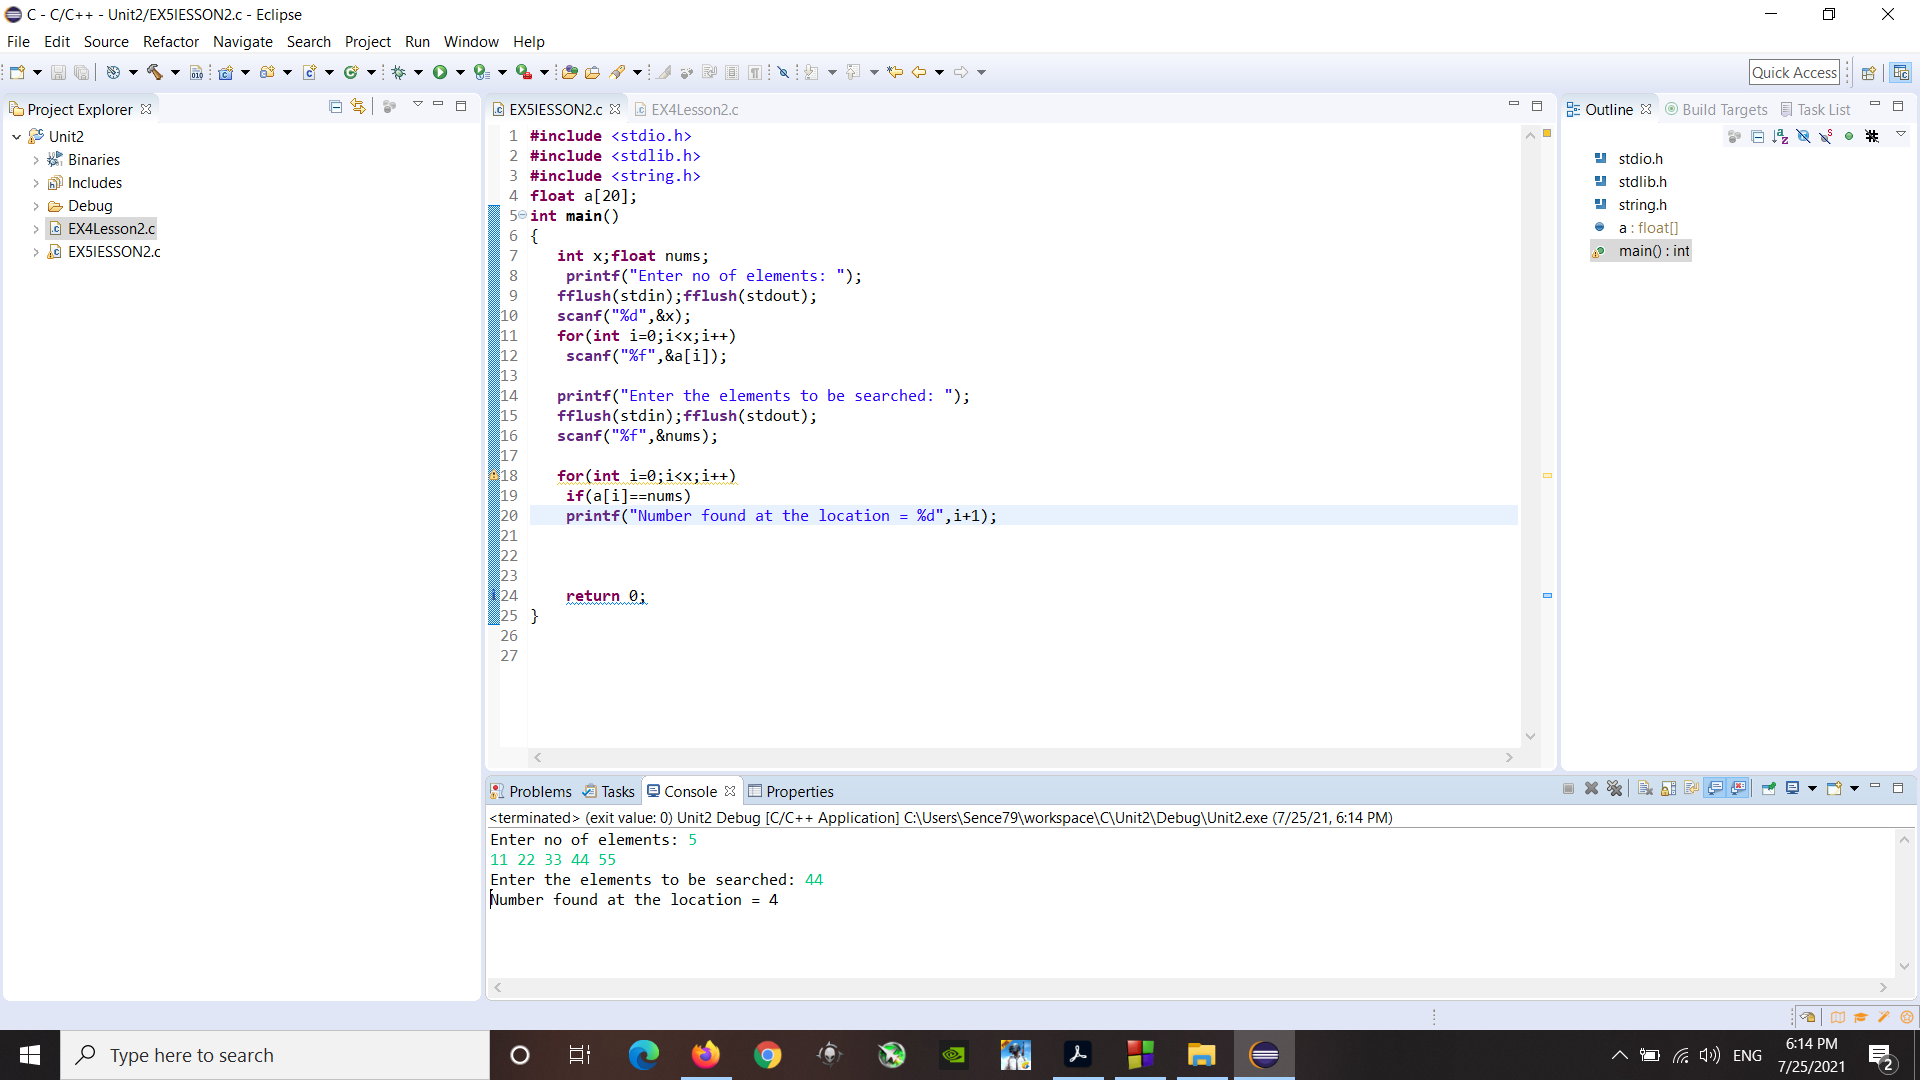 C - C/C++ - Unit2/EX5lESSON2.c - Eclipse
File Edit Source Refactor Navigate Search Project Run Window Help
Quick Access
Project Explorer
Unit2
Binaries
Includes
Debug
EX4Lesson2.c
EX5lESSON2.c
EX5lESSON2.c EX4Lesson2.c
1 #include <stdio.h>
2 #include <stdlib.h>
3 #include <string.h>
4 float a[20];
5 int main()
6 {
7 int x;float nums;
8 printf("Enter no of elements: ");
9 fflush(stdin);fflush(stdout);
10 scanf("%d",&x);
11 for(int i=0;i<x;i++)
12 scanf("%f",&a[i]);
13
14 printf("Enter the elements to be searched: ");
15 fflush(stdin);fflush(stdout);
16 scanf("%f",&nums);
17
18 for(int i=0;i<x;i++)
19 if(a[i]==nums)
20 printf("Number found at the location = %d",i+1);
21
22
23
24 return 0;
25 }
26
27
Outline Build Targets Task List
stdio.h
stdlib.h
string.h
a : float[]
main() : int
Problems Tasks Console Properties
<terminated> (exit value: 0) Unit2 Debug [C/C++ Application] C:\Users\Sence79\workspace\C\Unit2\Debug\Unit2.exe (7/25/21, 6:14 PM)
Enter no of elements: 5
11 22 33 44 55
Enter the elements to be searched: 44
Number found at the location = 4
Type here to search
ENG
6:14 PM
7/25/2021
2